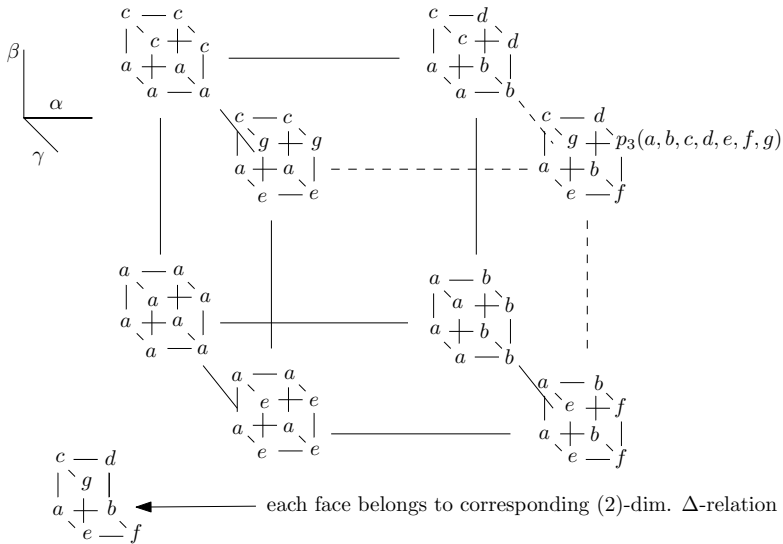 c c c d
c c c d
β
a a a b
a a a b
α
c c c d
g g g p₃(a, b, c, d, e, f, g)
γ
a a a b
e e e f
a a a b
a a a b
a a a b
a a a b
a a a b
e e e f
a a a b
e e e f
c d
g
a b each face belongs to corresponding (2)-dim. Δ-relation
e f